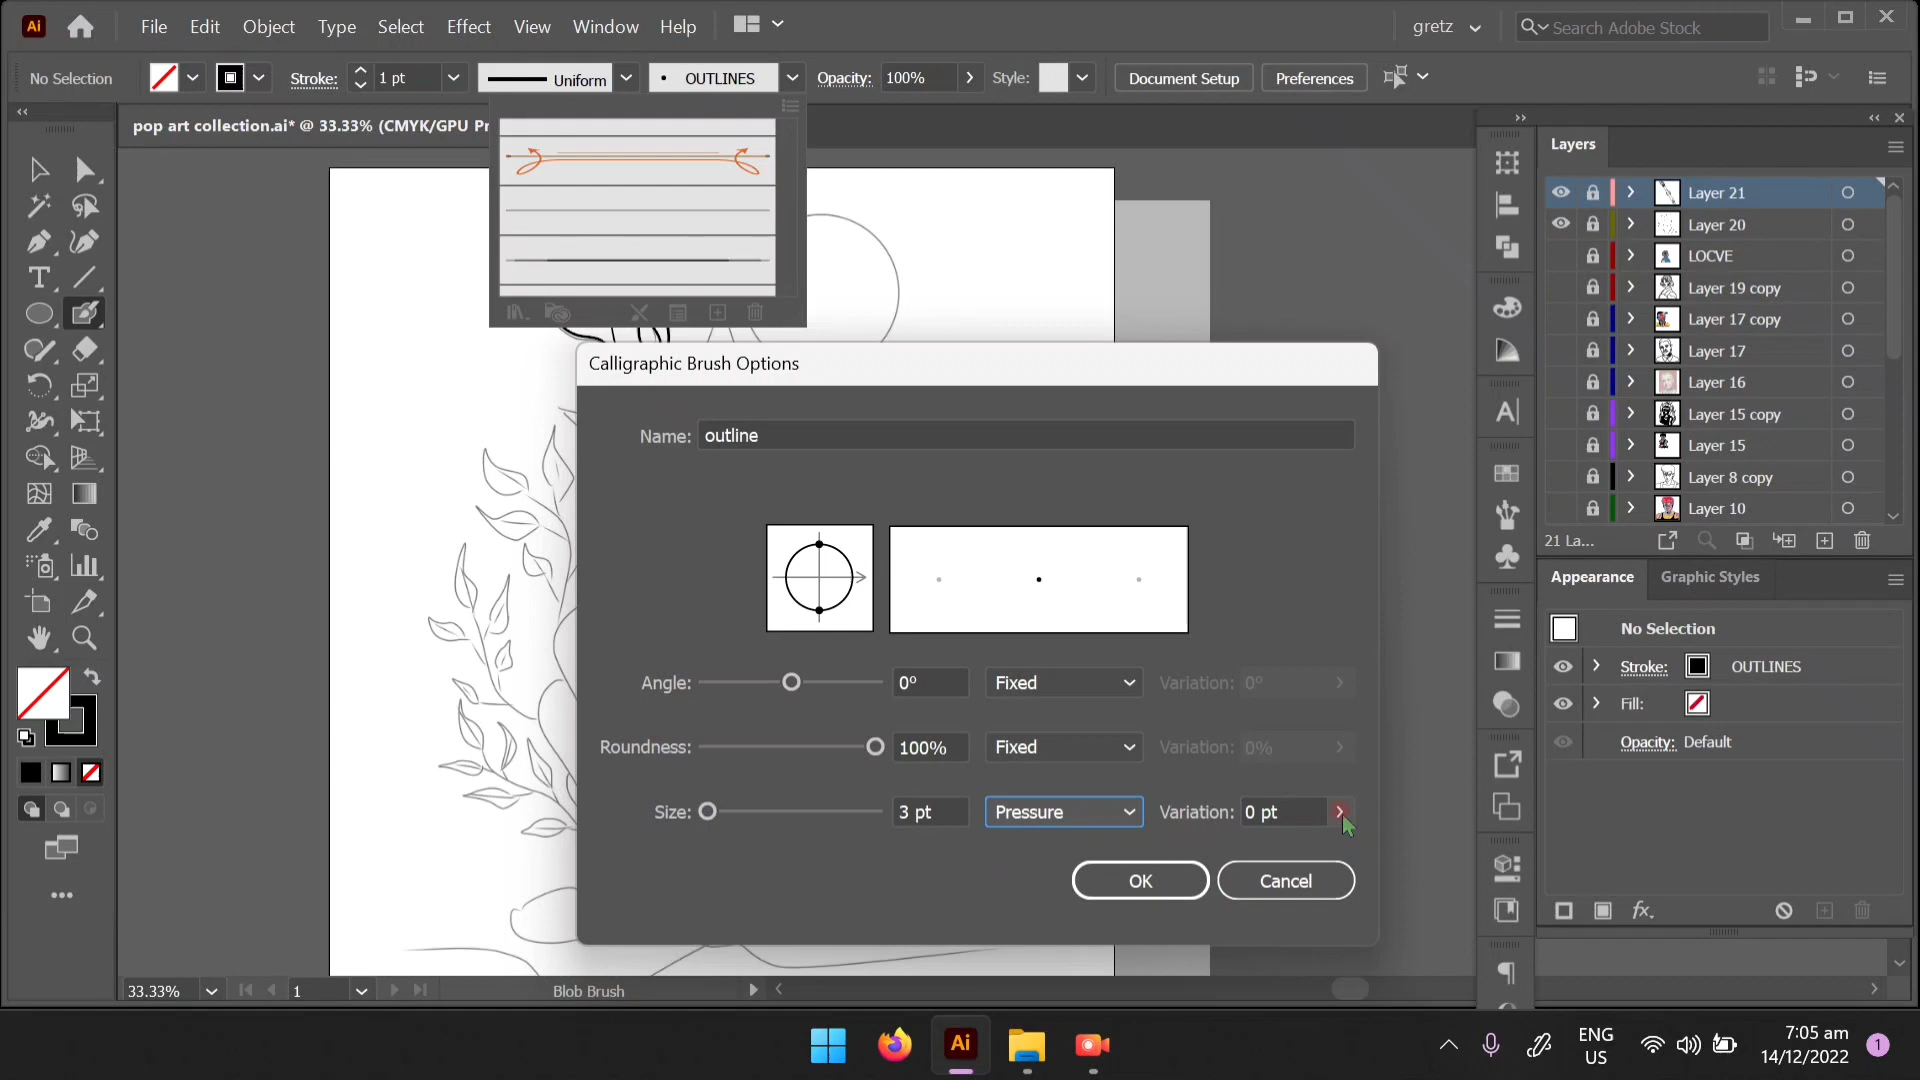 Ai
File Edit Object Type Select Effect View Window Help
gretz
Search Adobe Stock
No Selection
Stroke: 1 pt
Uniform
OUTLINES
Opacity: 100%
Style:
Document Setup
Preferences
pop art collection.ai* @ 33.33% (CMYK/GPU Pr
Calligraphic Brush Options
Name: outline
Angle: 0° Fixed Variation: 0°
Roundness: 100% Fixed Variation: 0%
Size: 3 pt Pressure Variation: 0 pt
OK Cancel
Layers
Layer 21
Layer 20
LOCVE
Layer 19 copy
Layer 17 copy
Layer 17
Layer 16
Layer 15 copy
Layer 15
Layer 8 copy
Layer 10
21 La...
Appearance Graphic Styles
No Selection
Stroke: OUTLINES
Fill:
Opacity: Default
fx.
33.33% 1 Blob Brush
Ai
ENG
US
7:05 am
14/12/2022
1